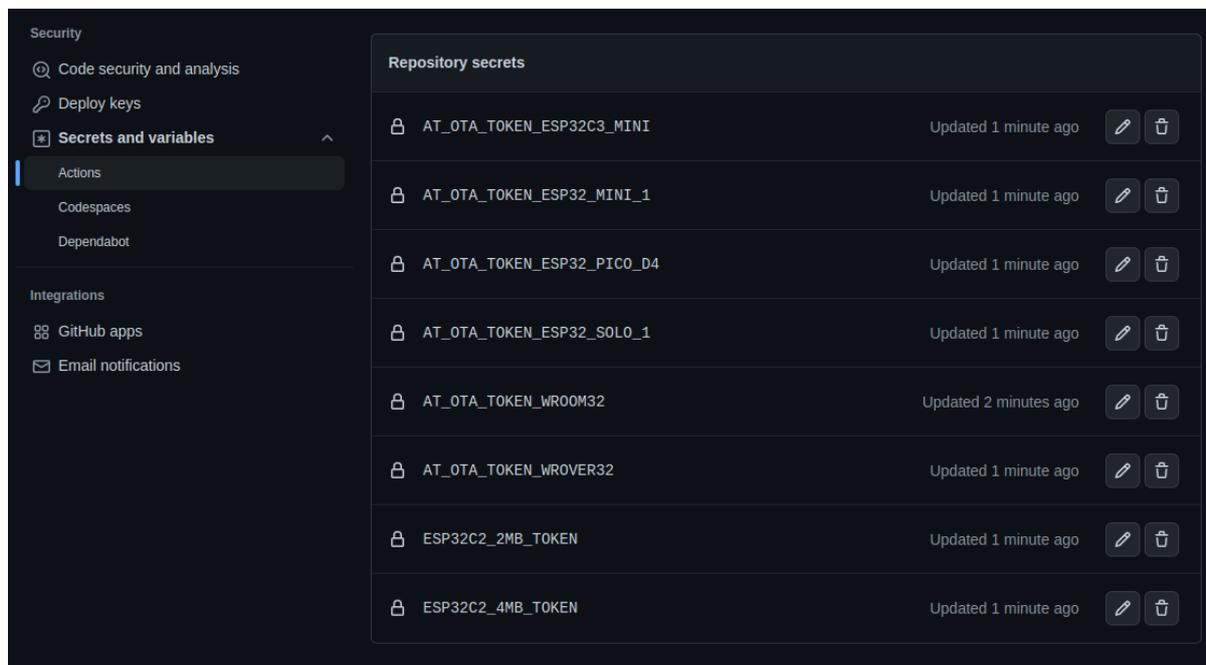 Security
Code security and analysis
Deploy keys
Secrets and variables
Actions
Codespaces
Dependabot
Integrations
GitHub apps
Email notifications
Repository secrets
AT_OTA_TOKEN_ESP32C3_MINI Updated 1 minute ago
AT_OTA_TOKEN_ESP32_MINI_1 Updated 1 minute ago
AT_OTA_TOKEN_ESP32_PICO_D4 Updated 1 minute ago
AT_OTA_TOKEN_ESP32_SOLO_1 Updated 1 minute ago
AT_OTA_TOKEN_WROOM32 Updated 2 minutes ago
AT_OTA_TOKEN_WROVER32 Updated 1 minute ago
ESP32C2_2MB_TOKEN Updated 1 minute ago
ESP32C2_4MB_TOKEN Updated 1 minute ago